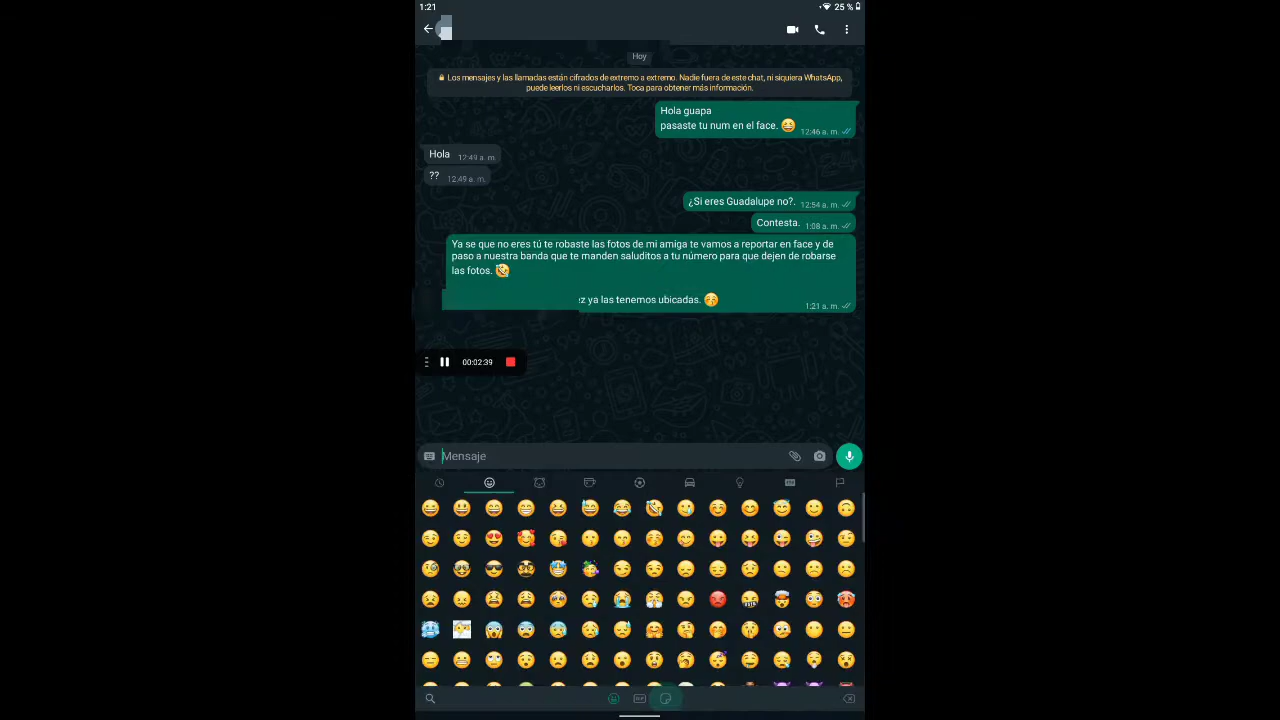 1:21
25 %
Hoy
Los mensajes y las llamadas están cifrados de extremo a extremo. Nadie fuera de este chat, ni siquiera WhatsApp,
puede leerlos ni escucharlos. Toca para obtener más información.
Hola guapa
pasaste tu num en el face. 😆
12:46 a. m.
Hola
12:49 a. m.
??
12:49 a. m.
¿Si eres Guadalupe no?.
12:54 a. m.
Contesta.
1:08 a. m.
Ya se que no eres tú te robaste las fotos de mi amiga te vamos a reportar en face y de
paso a nuestra banda que te manden saluditos a tu número para que dejen de robarse
las fotos. 🤣
ya las tenemos ubicadas. 😚
1:21 a. m.
00:02:39
Mensaje
GIF